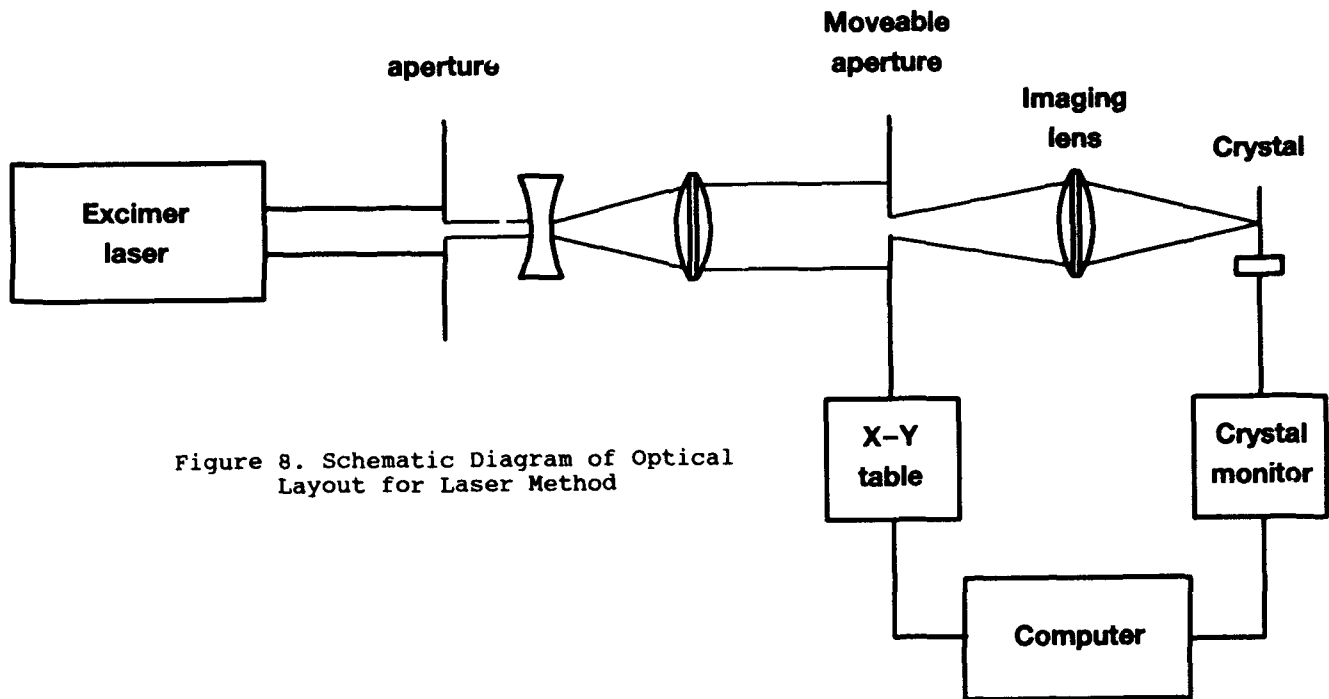 Moveable
aperture
aperture
Imaging
lens
Crystal
Excimer
laser
X-Y
table
Crystal
monitor
Figure 8. Schematic Diagram of Optical
Layout for Laser Method
Computer